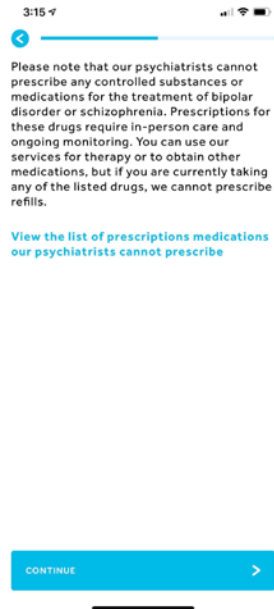 3:15
Please note that our psychiatrists cannot
prescribe any controlled substances or
medications for the treatment of bipolar
disorder or schizophrenia. Prescriptions for
these drugs require in-person care and
ongoing monitoring. You can use our
services for therapy or to obtain other
medications, but if you are currently taking
any of the listed drugs, we cannot prescribe
refills.
View the list of prescriptions medications
our psychiatrists cannot prescribe
CONTINUE